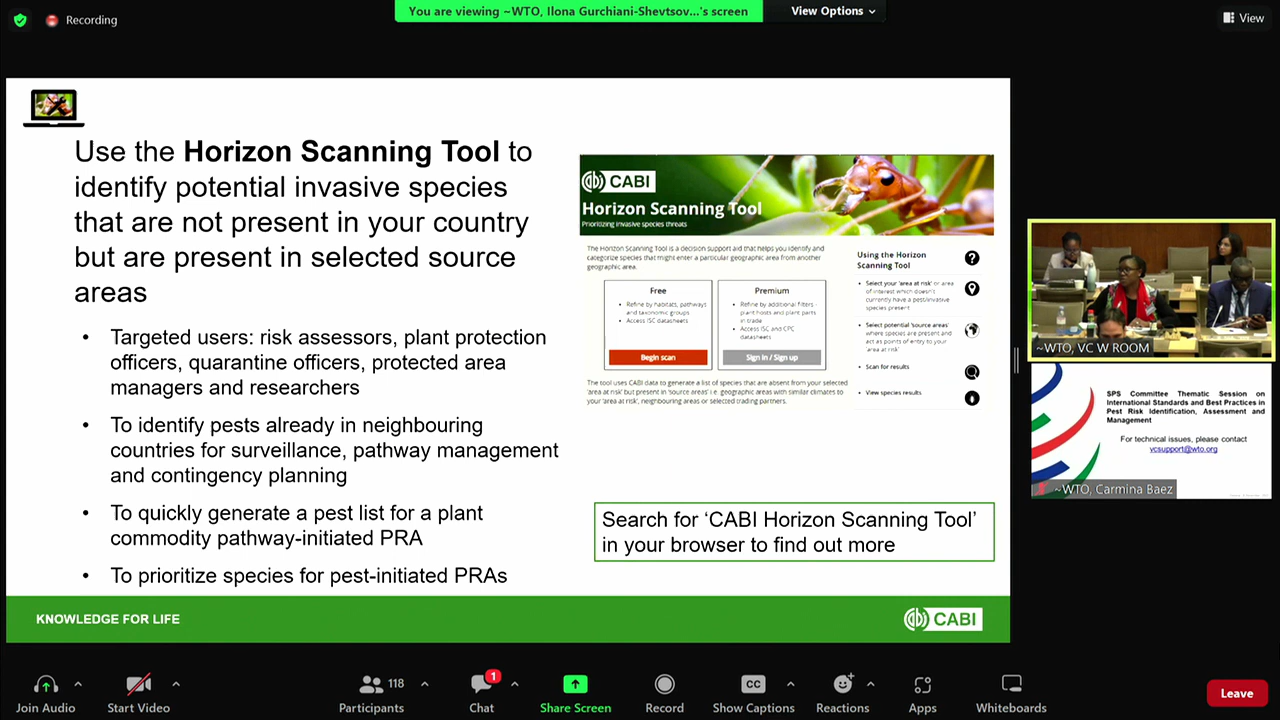 Recording
You are viewing ~WTO, Ilona Gurchiani-Shevtsov...'s screen
View Options
View
Use the Horizon Scanning Tool to
identify potential invasive species
that are not present in your country
but are present in selected source
areas
• Targeted users: risk assessors, plant protection
officers, quarantine officers, protected area
managers and researchers
• To identify pests already in neighbouring
countries for surveillance, pathway management
and contingency planning
• To quickly generate a pest list for a plant
commodity pathway-initiated PRA
• To prioritize species for pest-initiated PRAs
CABI
Horizon Scanning Tool
Prioritizing invasive species threats
The Horizon Scanning Tool is a decision support aid that helps you identify and
categorize species that might enter a particular geographic area from another
geographic area.
Free
• Refine by habitats, pathways
and taxonomic groups
• Access ISC datasheets
Begin scan
Premium
• Refine by additional filters -
plant hosts and plant parts
in trade
• Access ISC and CPC
datasheets
Sign in / Sign up
The tool uses CABI data to generate a list of species that are absent from your selected
'area at risk' but present in 'source areas' i.e. geographic areas with similar climates to
your 'area at risk', neighbouring areas or selected trading partners.
Using the Horizon
Scanning Tool
• Select your 'area at risk' or area
of interest which doesn't
currently have a pest/invasive
species present
• Select potential 'source areas'
where species are present and
act as points of entry to your
'area at risk'
• Scan for results
• View species results
Search for ‘CABI Horizon Scanning Tool’
in your browser to find out more
KNOWLEDGE FOR LIFE
CABI
~WTO, VC W ROOM
SPS Committee Thematic Session on
International Standards and Best Practices in
Pest Risk Identification, Assessment and
Management
For technical issues, please contact
vcsupport@wto.org
~WTO, Carmina Baez
Join Audio
Start Video
118
Participants
1
Chat
Share Screen
Record
CC
Show Captions
Reactions
Apps
Whiteboards
Leave